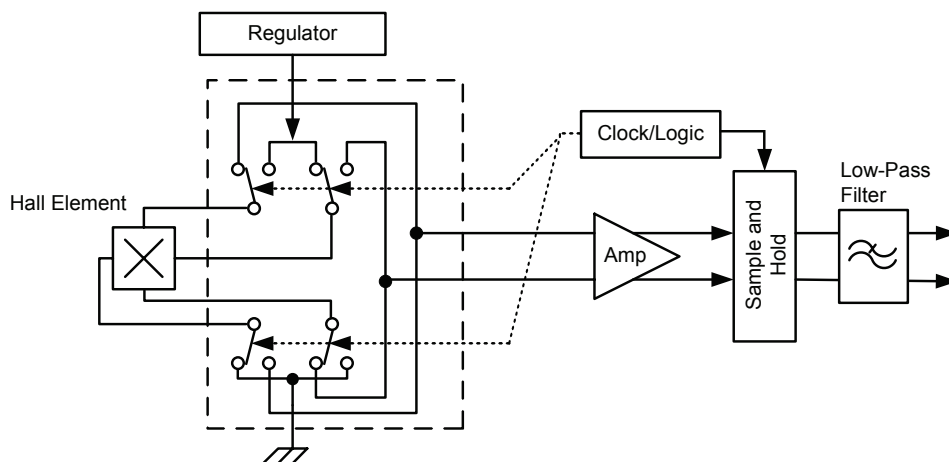 Regulator
Clock/Logic
Low-Pass
Filter
Hall Element
Amp
Sample and
Hold